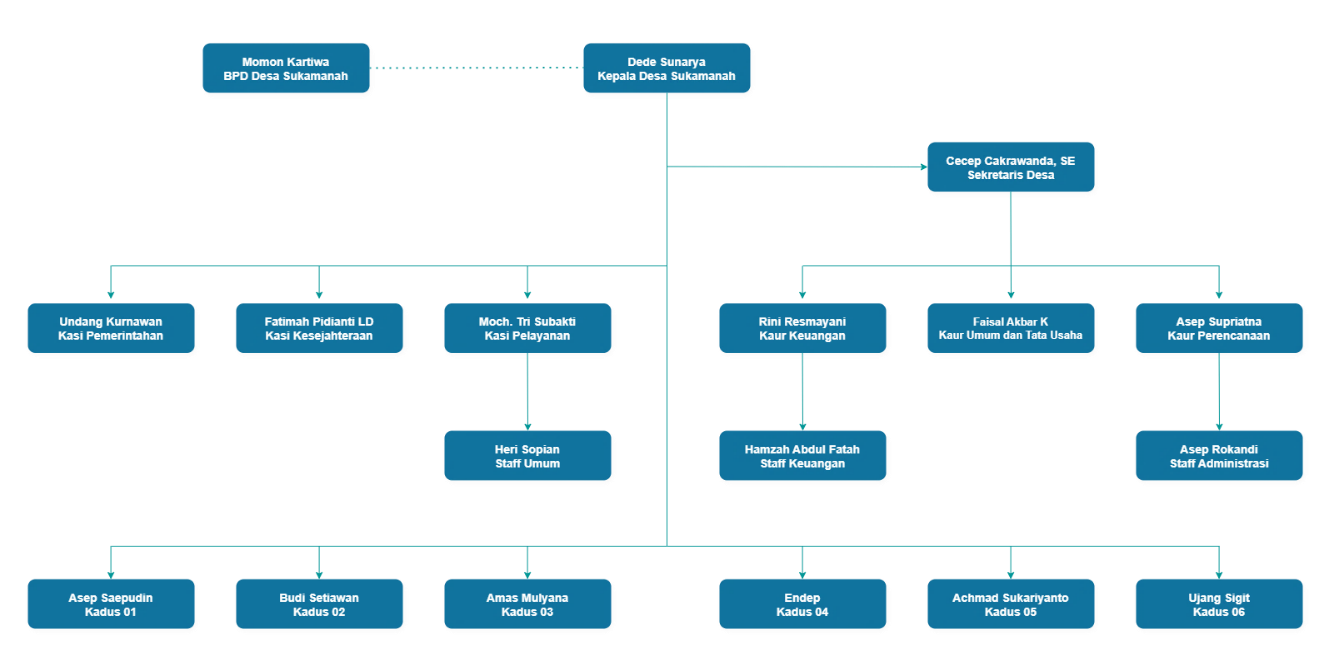 Momon Kartiwa
BPD Desa Sukamanah
Dede Sunarya
Kepala Desa Sukamanah
Cecep Cakrawanda, SE
Sekretaris Desa
Undang Kurnawan
Kasi Pemerintahan
Fatimah Pidianti LD
Kasi Kesejahteraan
Moch. Tri Subakti
Kasi Pelayanan
Rini Resmayani
Kaur Keuangan
Faisal Akbar K
Kaur Umum dan Tata Usaha
Asep Supriatna
Kaur Perencanaan
Heri Sopian
Staff Umum
Hamzah Abdul Fatah
Staff Keuangan
Asep Rokandi
Staff Administrasi
Asep Saepudin
Kadus 01
Budi Setiawan
Kadus 02
Amas Mulyana
Kadus 03
Endep
Kadus 04
Achmad Sukariyanto
Kadus 05
Ujang Sigit
Kadus 06